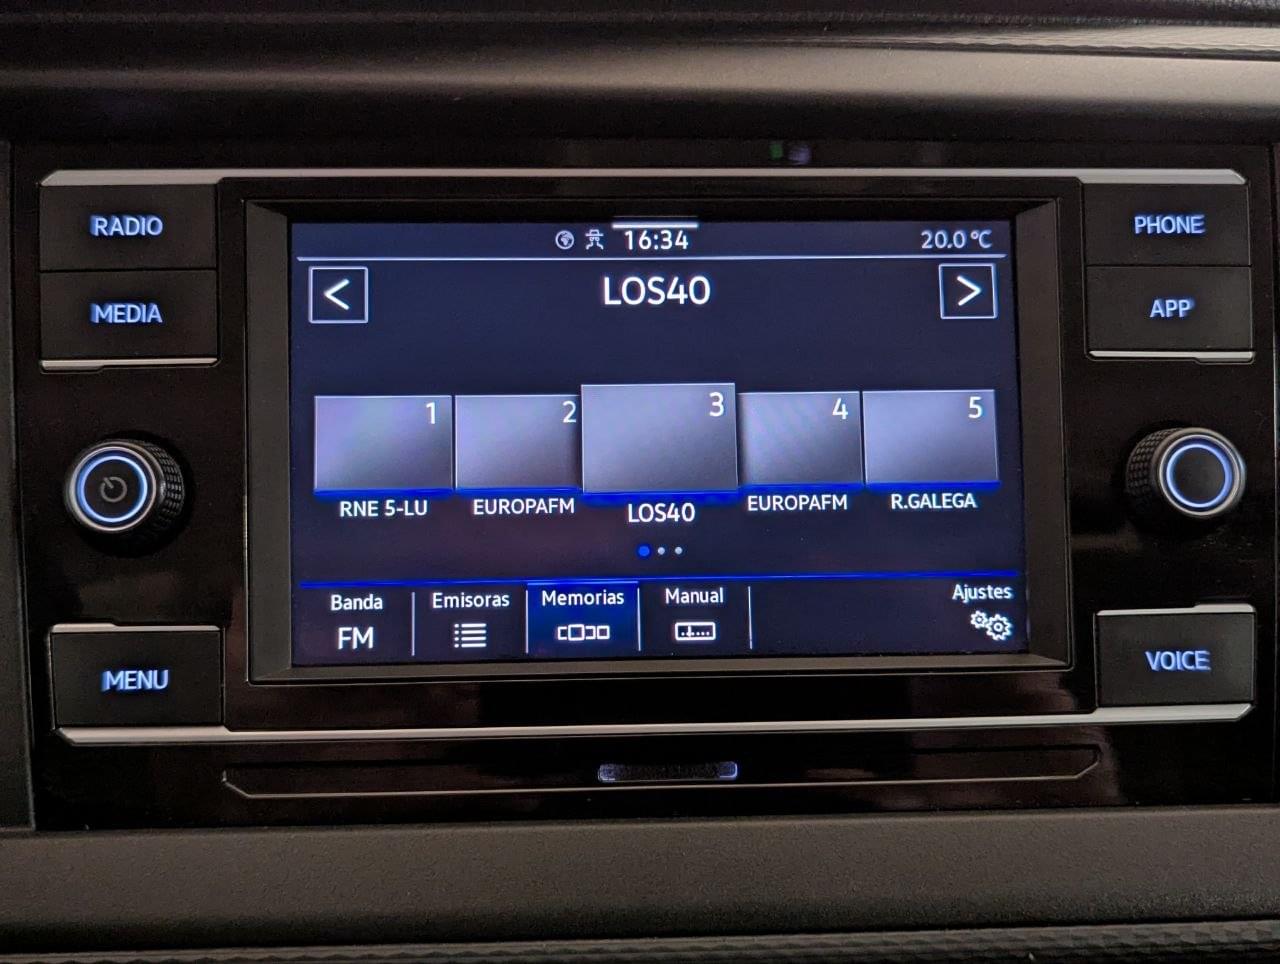 RADIO
MEDIA
MENU
16:34
20.0 °C
<
LOS40
>
1
2
3
4
5
RNE 5-LU
EUROPAFM
LOS40
EUROPAFM
R.GALEGA
Banda
FM
Emisoras
Memorias
Manual
Ajustes
PHONE
APP
VOICE